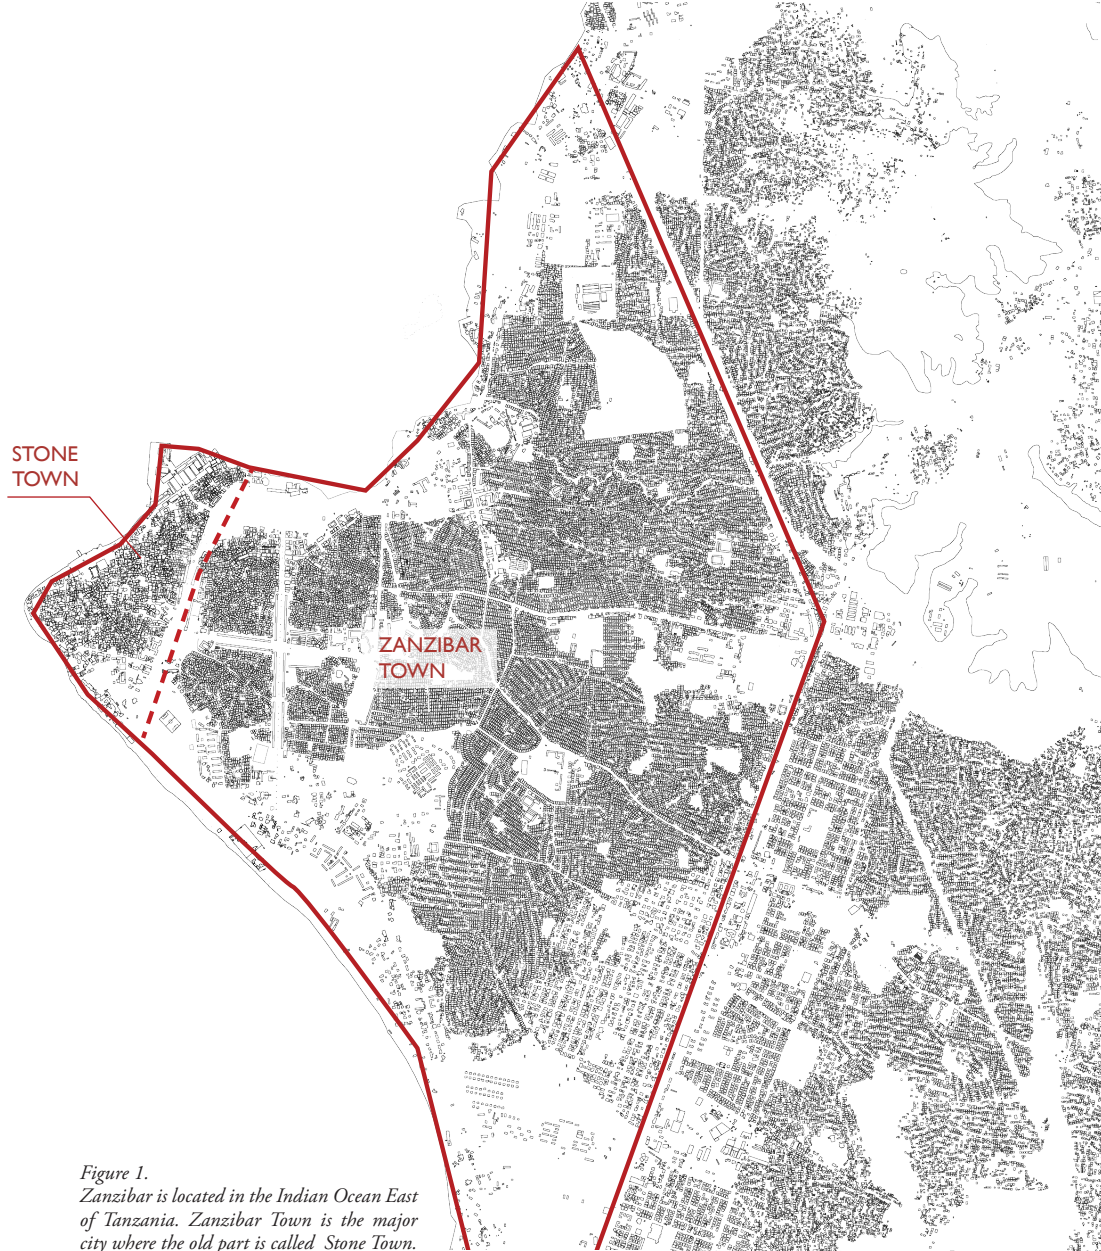 STONE
TOWN
ZANZIBAR
TOWN
Figure 1.
Zanzibar is located in the Indian Ocean East
of Tanzania. Zanzibar Town is the major
city where the old part is called Stone Town.